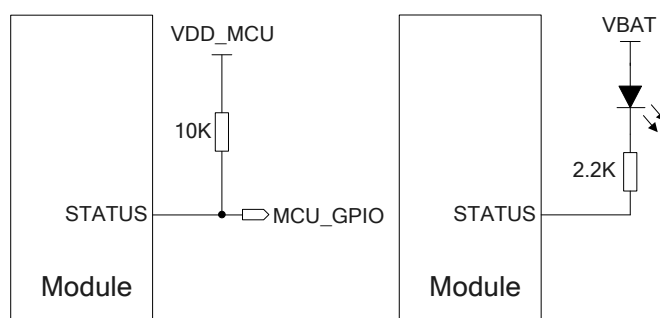 VDD_MCU
10K
STATUS
MCU_GPIO
Module
VBAT
2.2K
STATUS
Module